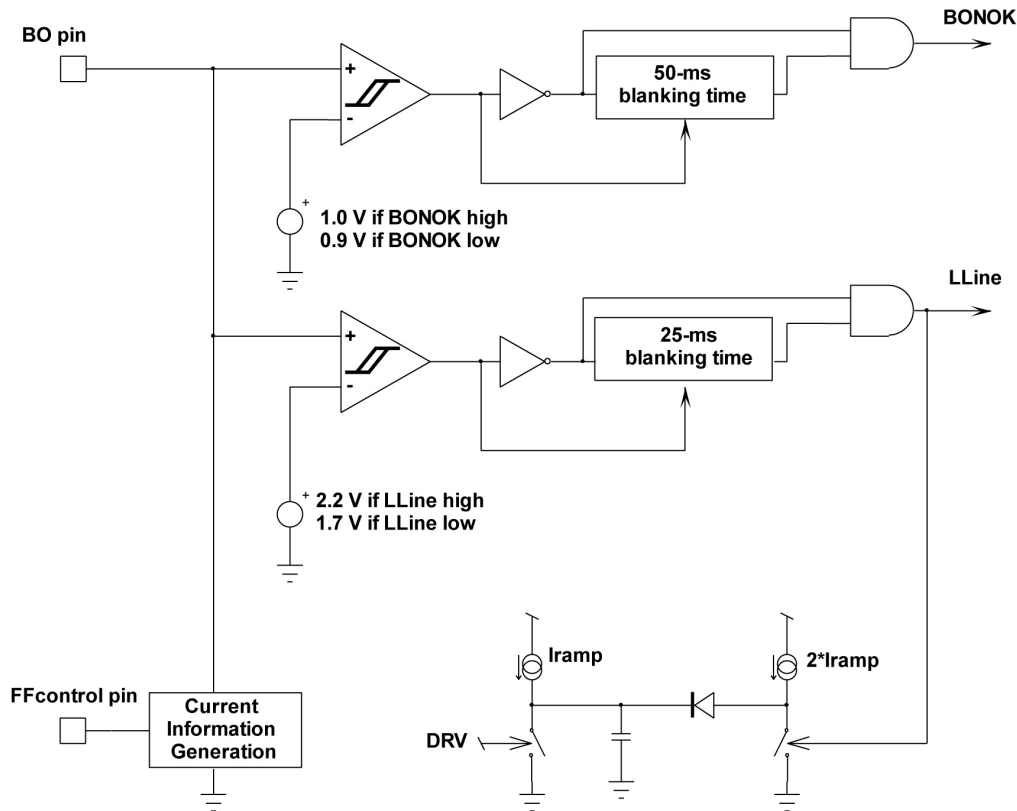 BONOK
BO pin
+
-
50-ms
blanking time
+
1.0 V if BONOK high
0.9 V if BONOK low
LLine
+
-
25-ms
blanking time
+
2.2 V if LLine high
1.7 V if LLine low
Iramp
2*Iramp
FFcontrol pin
Current
Information
Generation
DRV